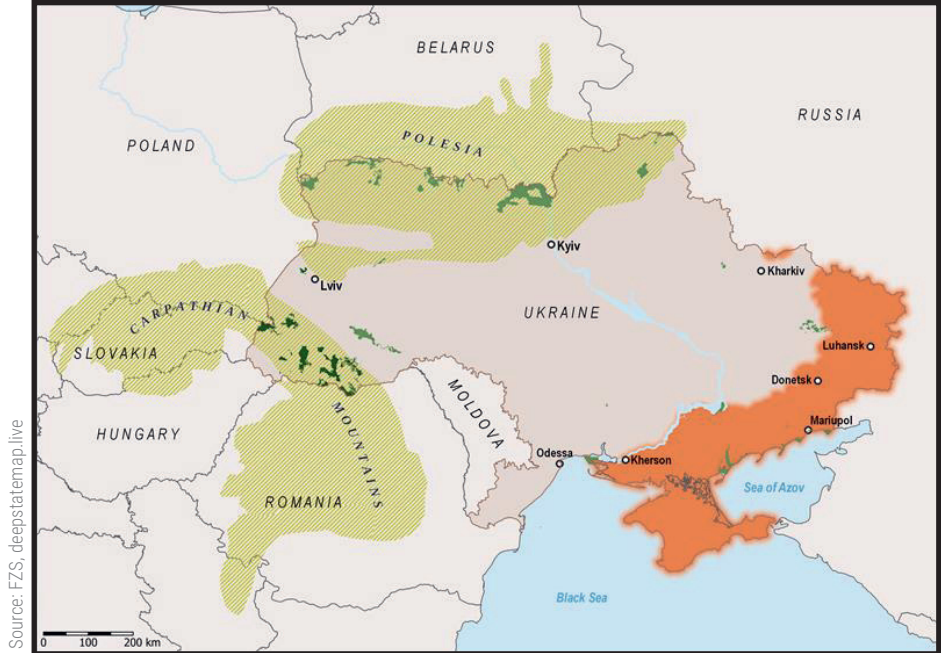 BELARUS
RUSSIA
POLESIA
POLAND
Kyiv
Kharkiv
Lviv
UKRAINE
CARPATHIAN
SLOVAKIA
Luhansk
Donetsk
MOLDOVA
MOUNTAINS
Mariupol
HUNGARY
Odessa
Kherson
Sea of Azov
ROMANIA
Black Sea
0 100 200 km
Source: FZS, deepstatemap.live